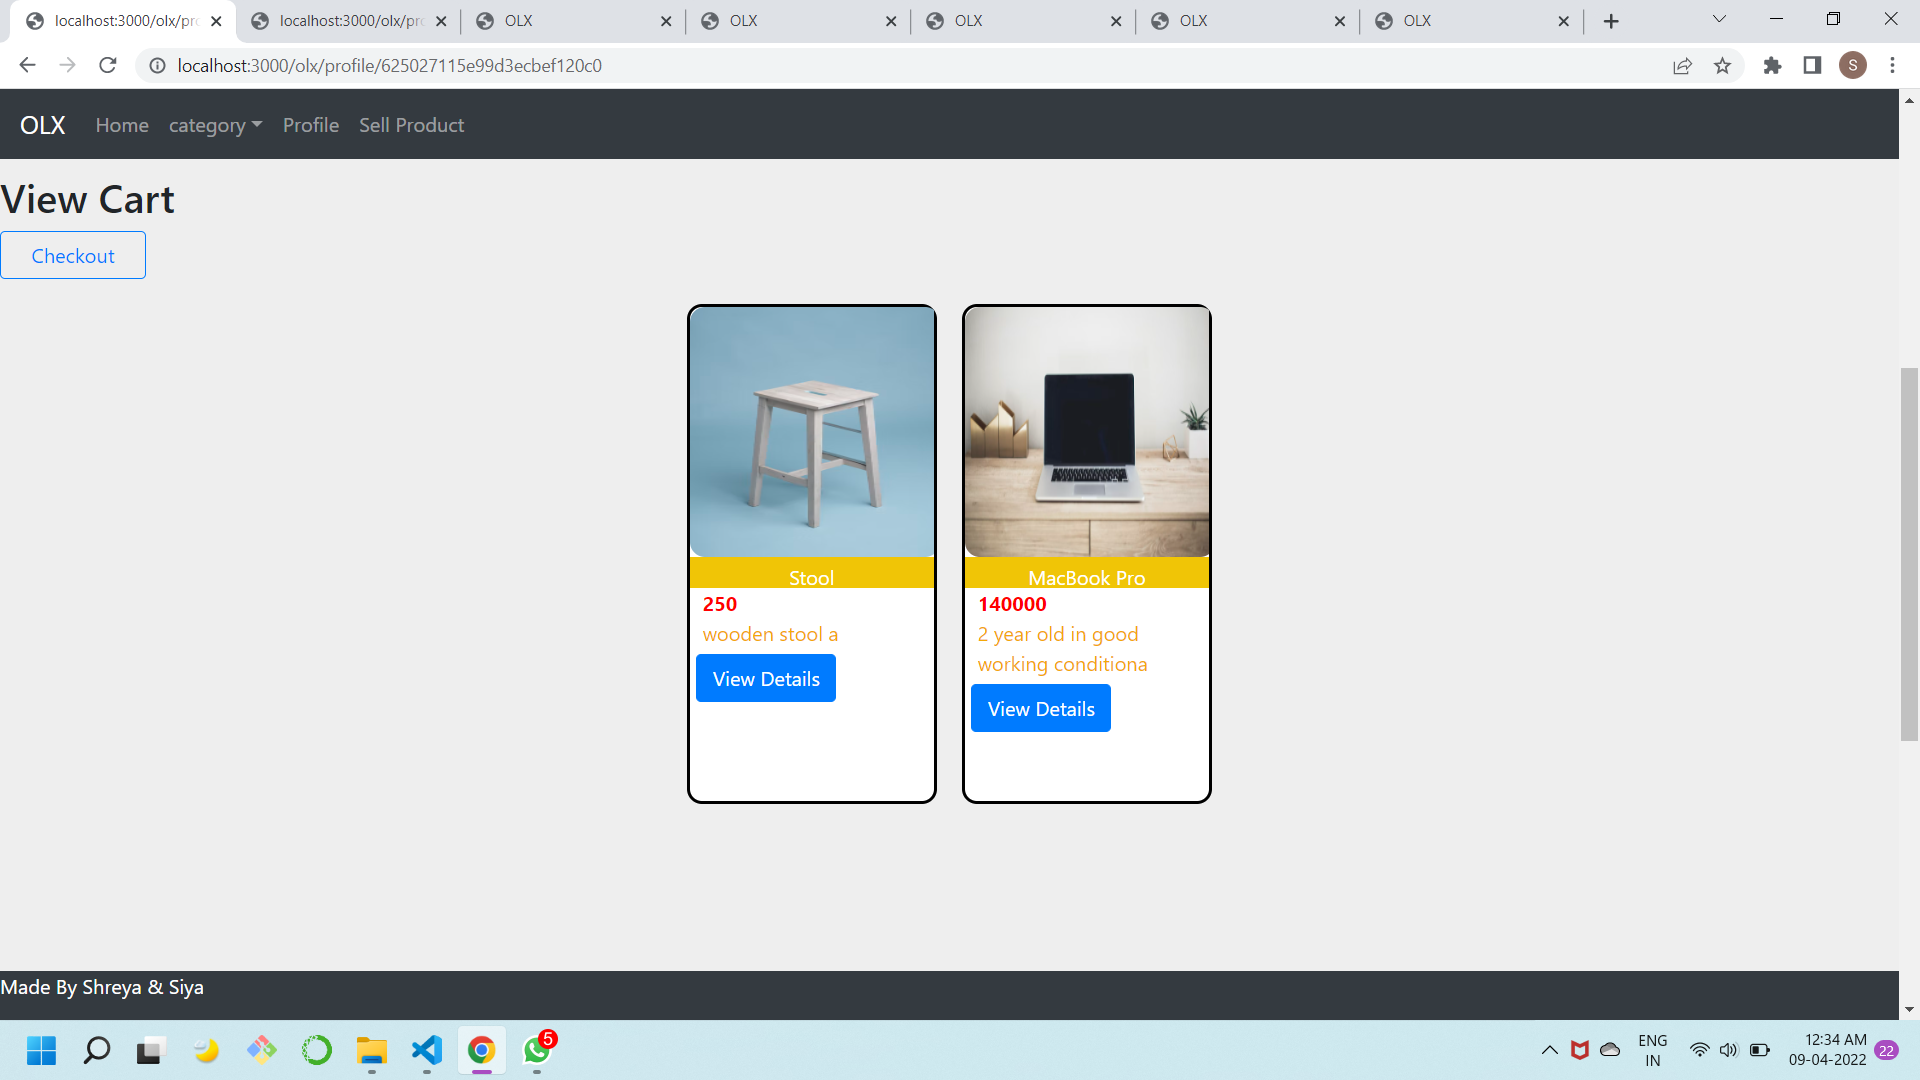 localhost:3000/olx/pro
localhost:3000/olx/pro
OLX
OLX
OLX
OLX
OLX
localhost:3000/olx/profile/625027115e99d3ecbef120c0
S
OLX
Home
category
Profile
Sell Product
View Cart
Checkout
Stool
250
wooden stool a
View Details
MacBook Pro
140000
2 year old in good
working conditiona
View Details
Made By Shreya & Siya
5
ENG
IN
12:34 AM
09-04-2022
22